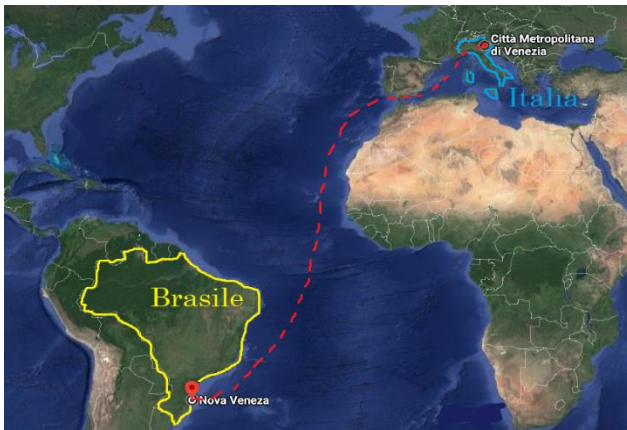 Città Metropolitana
di Venezia
Italia
Brasile
Nova Veneza